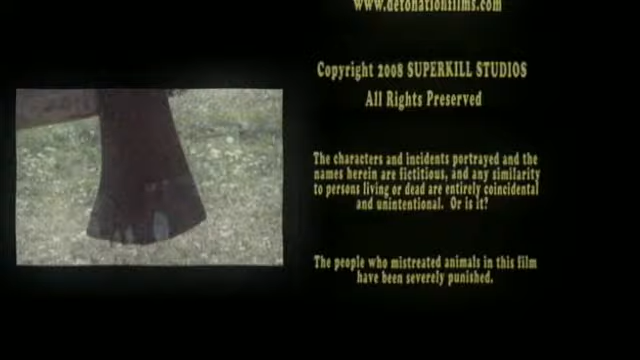 www.detonationfilms.com
Copyright 2008 SUPERKILL STUDIOS
All Rights Preserved
The characters and incidents portrayed and the
names herein are fictitious, and any similarity
to persons living or dead are entirely coincidental
and unintentional. Or is it?
The people who mistreated animals in this film
have been severely punished.